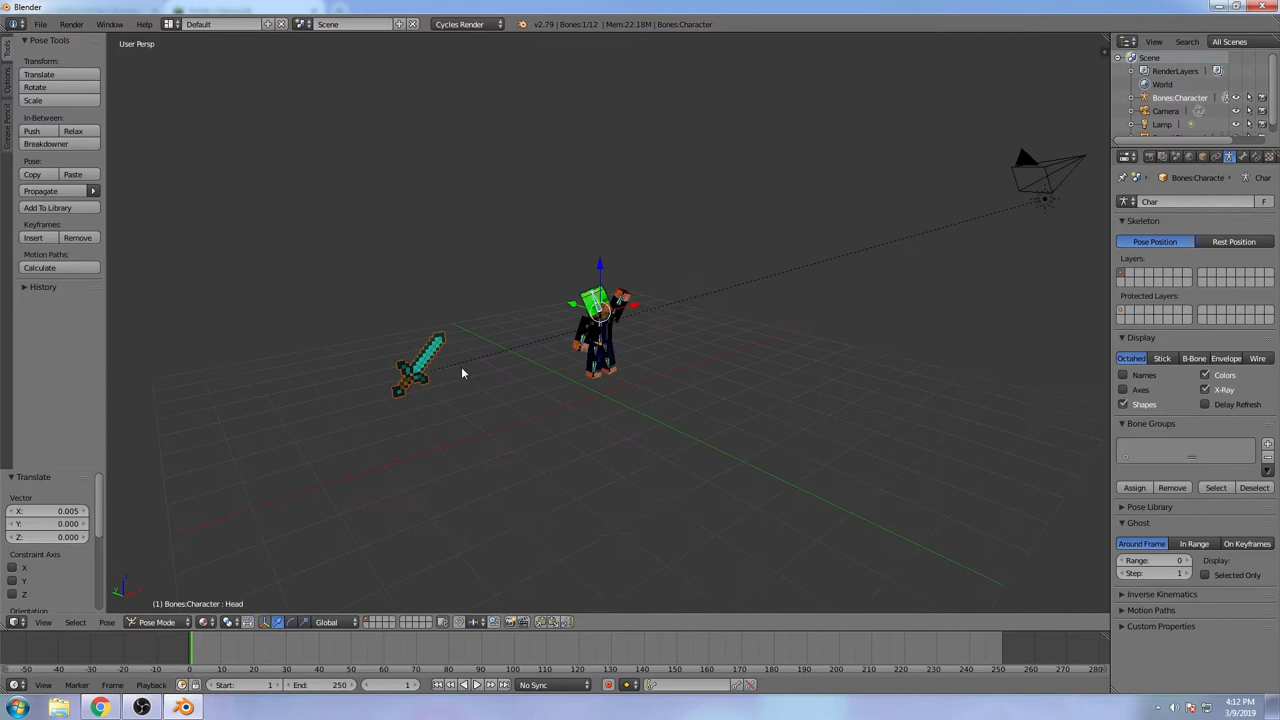 Blender
File Render Window Help Default Scene Cycles Render v2.79 | Bones:1/12 | Mem:22.18M | Bones:Character
Pose Tools
User Persp
View Search All Scenes
Tools
Options
Grease Pencil
Transform:
Translate
Rotate
Scale
In-Between:
Push Relax
Breakdowner
Pose:
Copy Paste
Propagate
Add To Library
Keyframes:
Insert Remove
Motion Paths:
Calculate
History
Scene
RenderLayers
World
Bones:Character
Camera
Lamp
Bones:Characte Char
Char F
Skeleton
Pose Position Rest Position
Layers:
Protected Layers:
Display
Octahed Stick B-Bone Envelope Wire
Names Colors
Axes X-Ray
Shapes Delay Refresh
Bone Groups
Assign Remove Select Deselect
Pose Library
Ghost
Around Frame In Range On Keyframes
Range: 0 Display:
Step: 1 Selected Only
Inverse Kinematics
Motion Paths
Custom Properties
Translate
Vector
X: 0.005
Y: 0.000
Z: 0.000
Constraint Axis
X
Y
Z
Orientation
(1) Bones:Character : Head
View Select Pose Pose Mode Global
-50 -40 -30 -20 -10 0 10 20 30 40 50 60 70 80 90 100 110 120 130 140 150 160 170 180 190 200 210 220 230 240 250 260 270 280
View Marker Frame Playback Start: 1 End: 250 1 No Sync
4:12 PM
3/9/2019